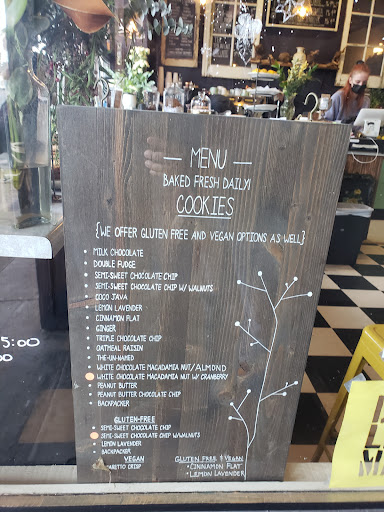 MENU
BAKED FRESH DAILY!
COOKIES
{WE OFFER GLUTEN FREE AND VEGAN OPTIONS AS WELL}
• MILK CHOCOLATE
• DOUBLE FUDGE
• SEMI-SWEET CHOCOLATE CHIP
• SEMI-SWEET CHOCOLATE CHIP W/ WALNUTS
• COCO JAVA
• LEMON LAVENDER
• CINNAMON FLAT
• GINGER
• TRIPLE CHOCOLATE CHIP
• OATMEAL RAISIN
• THE-UN-NAMED
• WHITE CHOCOLATE MACADAMIA NUT/ALMOND
• WHITE CHOCOLATE MACADAMIA NUT W/ CRANBERRY
• PEANUT BUTTER
• PEANUT BUTTER CHOCOLATE CHIP
• BACKPACKER
GLUTEN-FREE
• SEMI-SWEET CHOCOLATE CHIP
• SEMI-SWEET CHOCOLATE CHIP W/WALNUTS
• LEMON LAVENDER
• BACKPACKER
VEGAN
CRISP
GLUTEN FREE & VEGAN
• CINNAMON FLAT
• LEMON LAVENDER
5:00